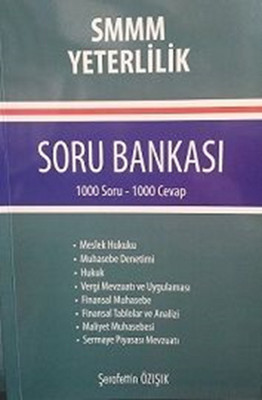 SMMM
YETERLİLİK
SORU BANKASI
1000 Soru - 1000 Cevap
• Meslek Hukuku
• Muhasebe Denetimi
• Hukuk
• Vergi Mevzuatı ve Uygulaması
• Finansal Muhasebe
• Finansal Tablolar ve Analizi
• Maliyet Muhasebesi
• Sermaye Piyasası Mevzuatı
Şerafettin ÖZIŞIK